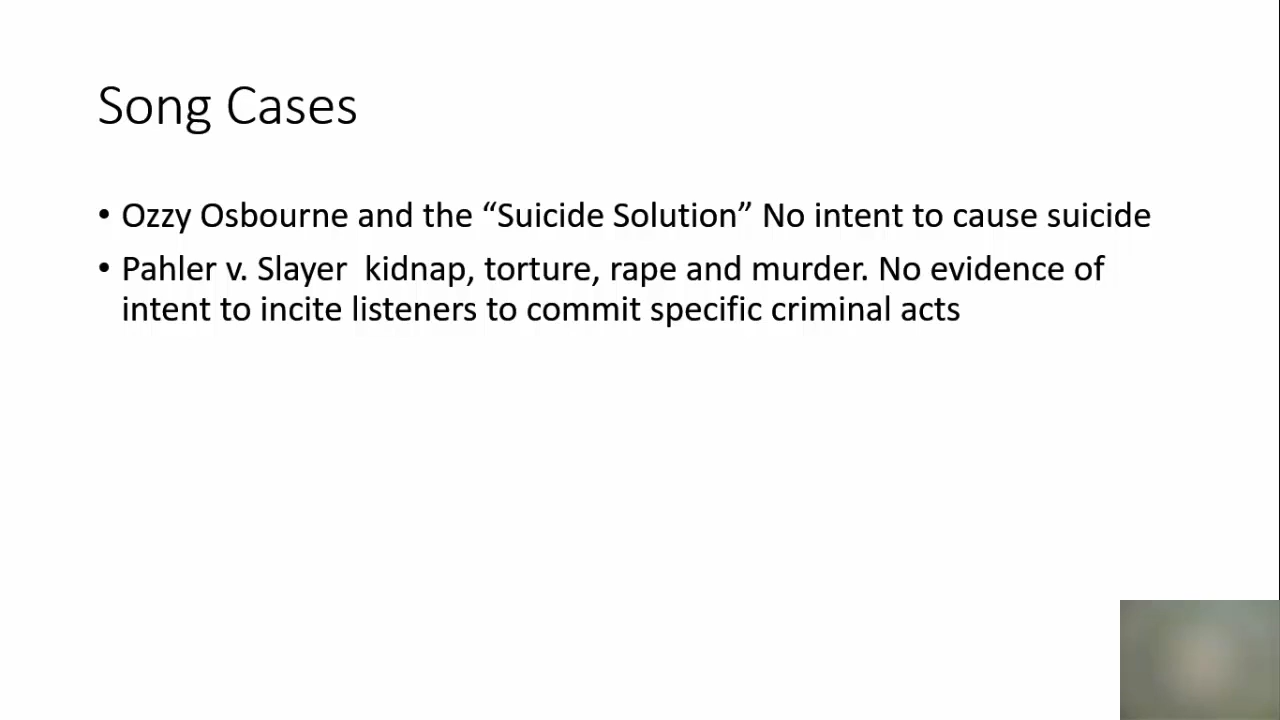 Song Cases
• Ozzy Osbourne and the “Suicide Solution” No intent to cause suicide
• Pahler v. Slayer  kidnap, torture, rape and murder. No evidence of
intent to incite listeners to commit specific criminal acts